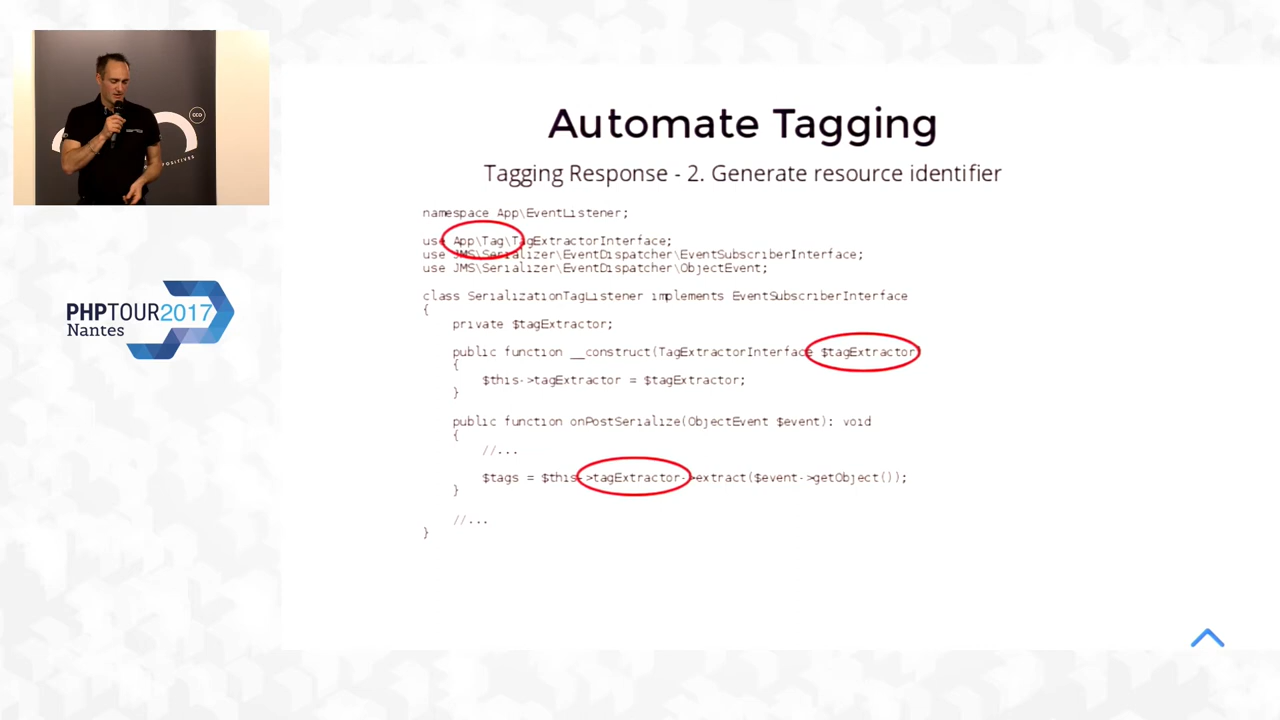 Automate Tagging
Tagging Response - 2. Generate resource identifier
namespace App\EventListener;
use App\Tag\TagExtractorInterface;
use JMS\Serializer\EventDispatcher\EventSubscriberInterface;
use JMS\Serializer\EventDispatcher\ObjectEvent;
class SerializationTagListener implements EventSubscriberInterface
{
private $tagExtractor;
public function __construct(TagExtractorInterface $tagExtractor)
{
$this->tagExtractor = $tagExtractor;
}
public function onPostSerialize(ObjectEvent $event): void
{
//...
$tags = $this->tagExtractor->extract($event->getObject());
}
//...
}
PHPTOUR2017
Nantes